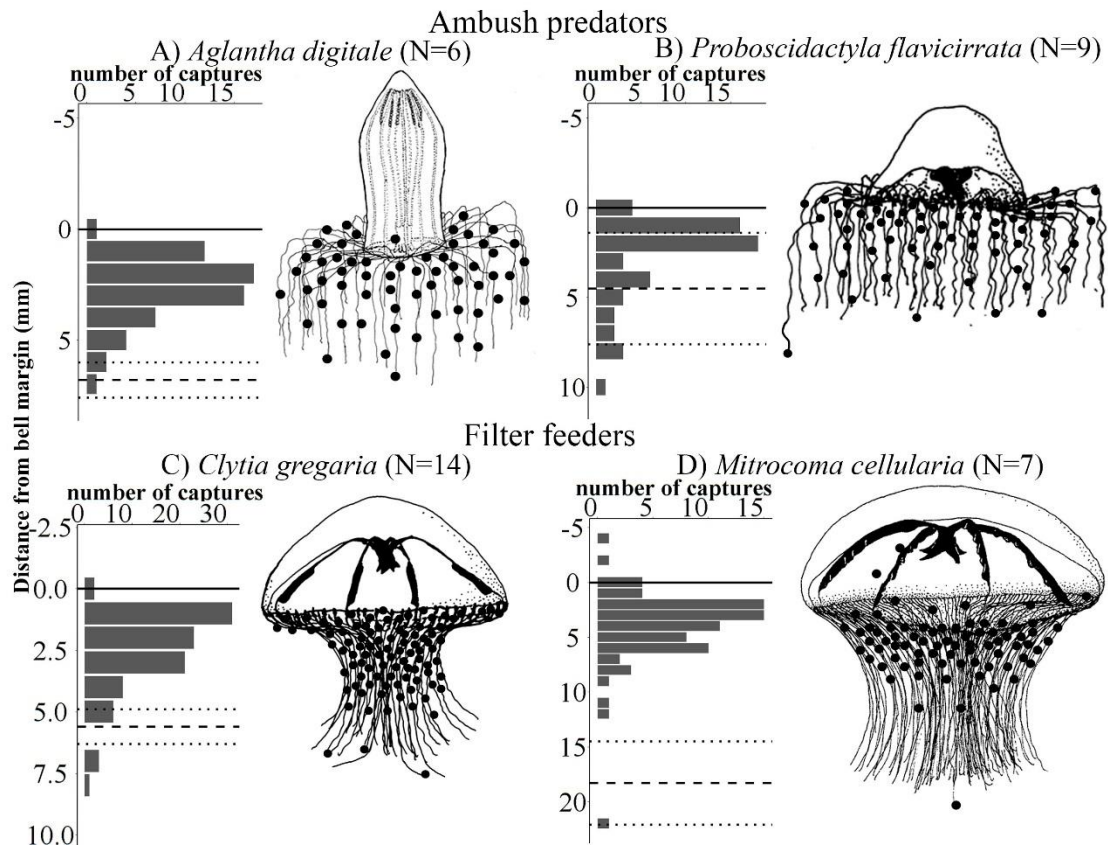 Ambush predators
A) Aglantha digitale (N=6)
number of captures
0 5 10 15
-5
0
5
B) Proboscidactyla flavicirrata (N=9)
number of captures
0 5 10 15
-5
0
5
10
Distance from bell margin (mm)
Filter feeders
C) Clytia gregaria (N=14)
number of captures
0 10 20 30
-2.5
0.0
2.5
5.0
7.5
10.0
D) Mitrocoma cellularia (N=7)
number of captures
0 5 10 15
-5
0
5
10
15
20